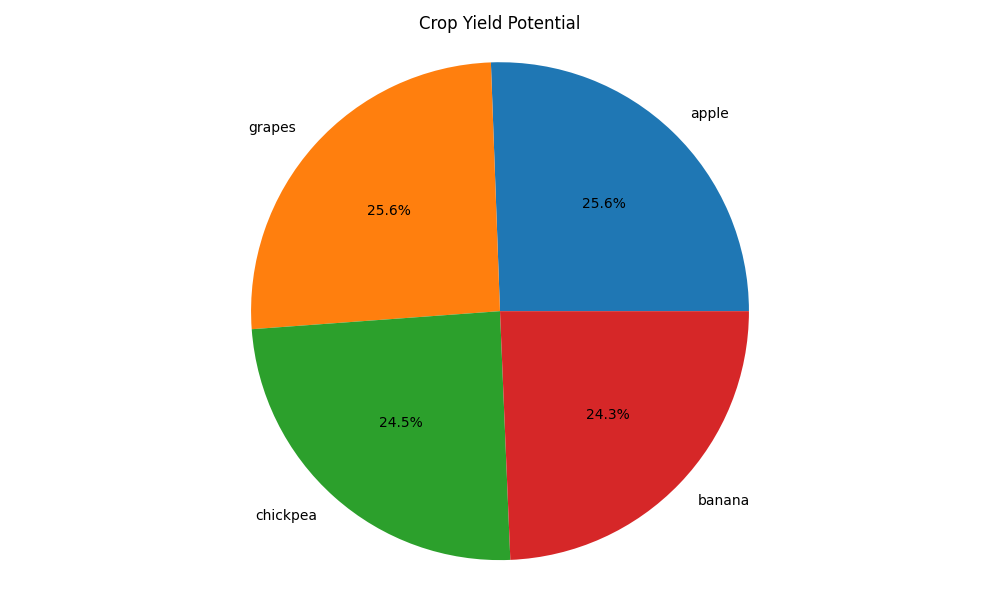 Crop Yield Potential
apple
grapes
25.6%
25.6%
24.5%
24.3%
banana
chickpea